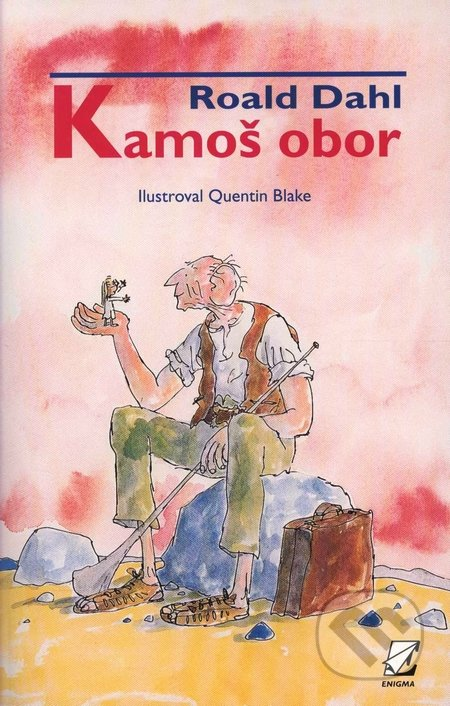 Roald Dahl
Kamoš obor
Ilustroval Quentin Blake
ENIGMA